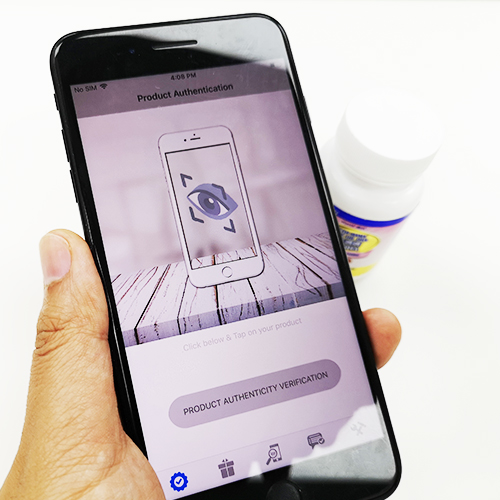 No SIM
4:08 PM
Product Authentication
Click below & Tap on your product
PRODUCT AUTHENTICITY VERIFICATION